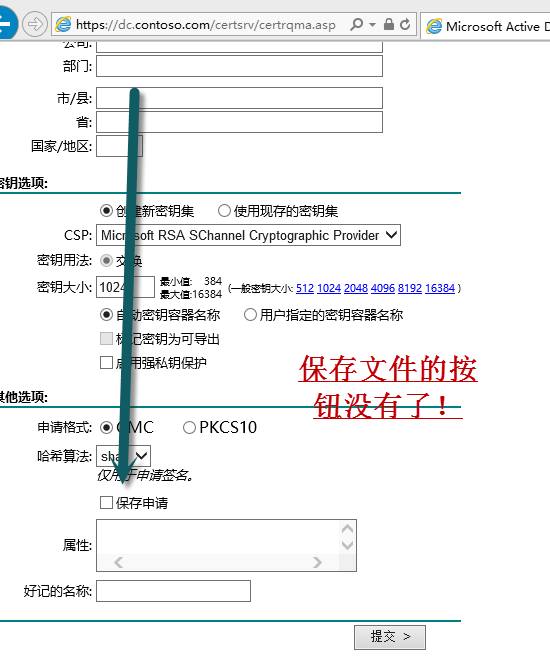 https://dc.contoso.com/certsrv/certrqma.asp
Microsoft Active D
公司:
部门:
市/县:
省:
国家/地区:
密钥选项:
创建新密钥集 使用现存的密钥集
CSP: Microsoft RSA SChannel Cryptographic Provider
密钥用法: 交换
密钥大小: 1024 最小值: 384 最大值:16384 (一般密钥大小: 512 1024 2048 4096 8192 16384 )
自动密钥容器名称 用户指定的密钥容器名称
标记密钥为可导出
启用强私钥保护
保存文件的按
钮没有了!
其他选项:
申请格式: CMC PKCS10
哈希算法:
仅用于申请签名。
保存申请
属性:
好记的名称:
提交 >